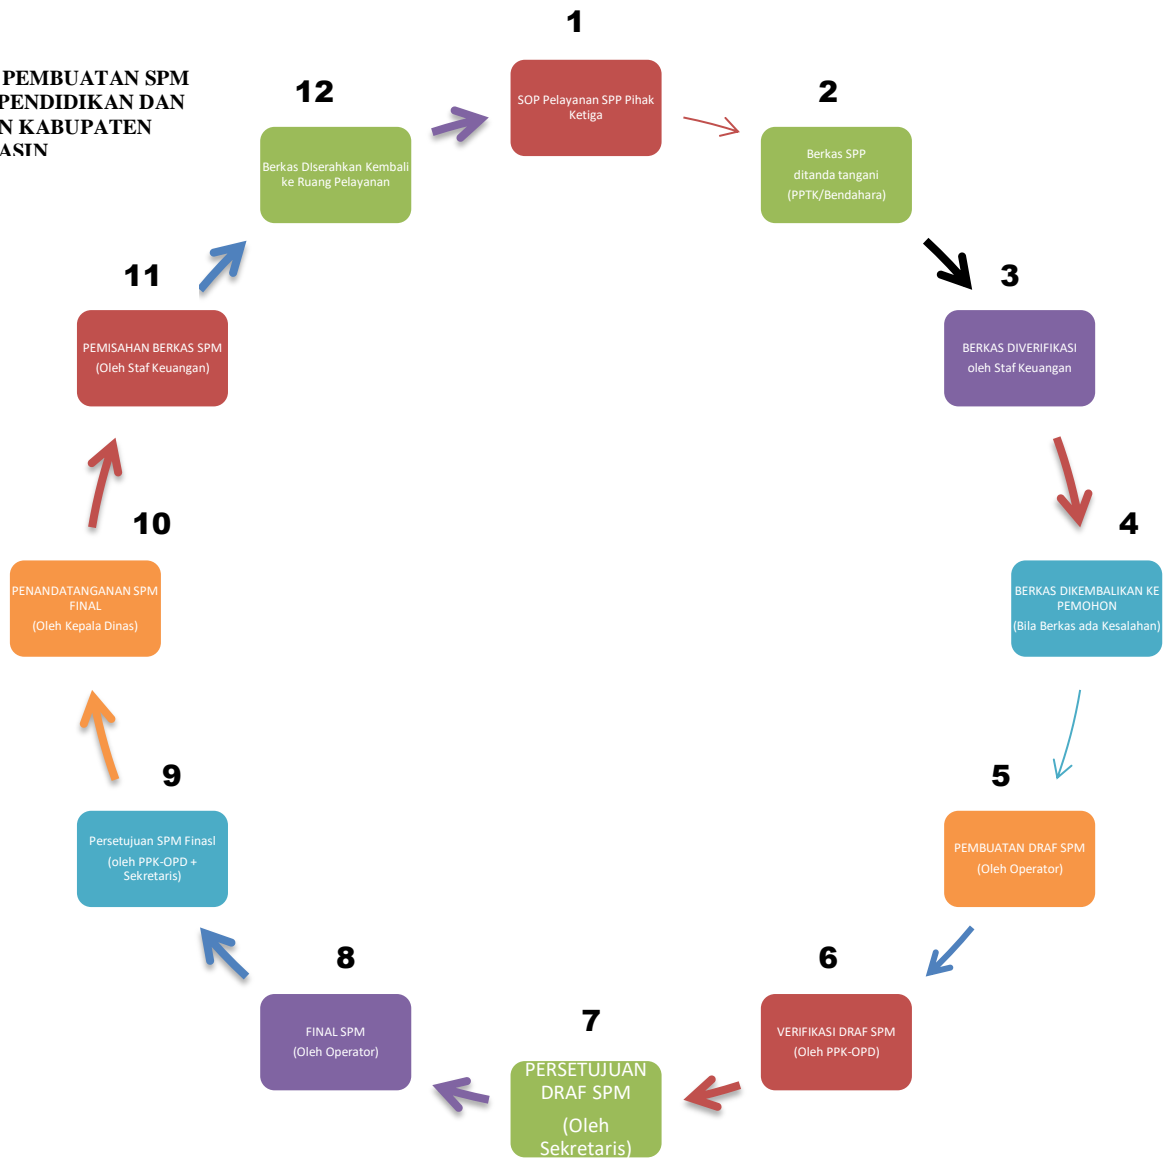 PEMBUATAN SPM
PENDIDIKAN DAN
KABUPATEN
1
SOP Pelayanan SPP Pihak
Ketiga
2
Berkas SPP
ditanda tangani
(PPTK/Bendahara)
3
BERKAS DIVERIFIKASI
oleh Staf Keuangan
4
BERKAS DIKEMBALIKAN KE
PEMOHON
(Bila Berkas ada Kesalahan)
5
PEMBUATAN DRAF SPM
(Oleh Operator)
6
VERIFIKASI DRAF SPM
(Oleh PPK-OPD)
7
PERSETUJUAN
DRAF SPM
(Oleh
Sekretaris)
8
FINAL SPM
(Oleh Operator)
9
Persetujuan SPM Finasl
(oleh PPK-OPD +
Sekretaris)
10
PENANDATANGANAN SPM
FINAL
(Oleh Kepala Dinas)
11
PEMISAHAN BERKAS SPM
(Oleh Staf Keuangan)
12
Berkas DIserahkan Kembali
ke Ruang Pelayanan